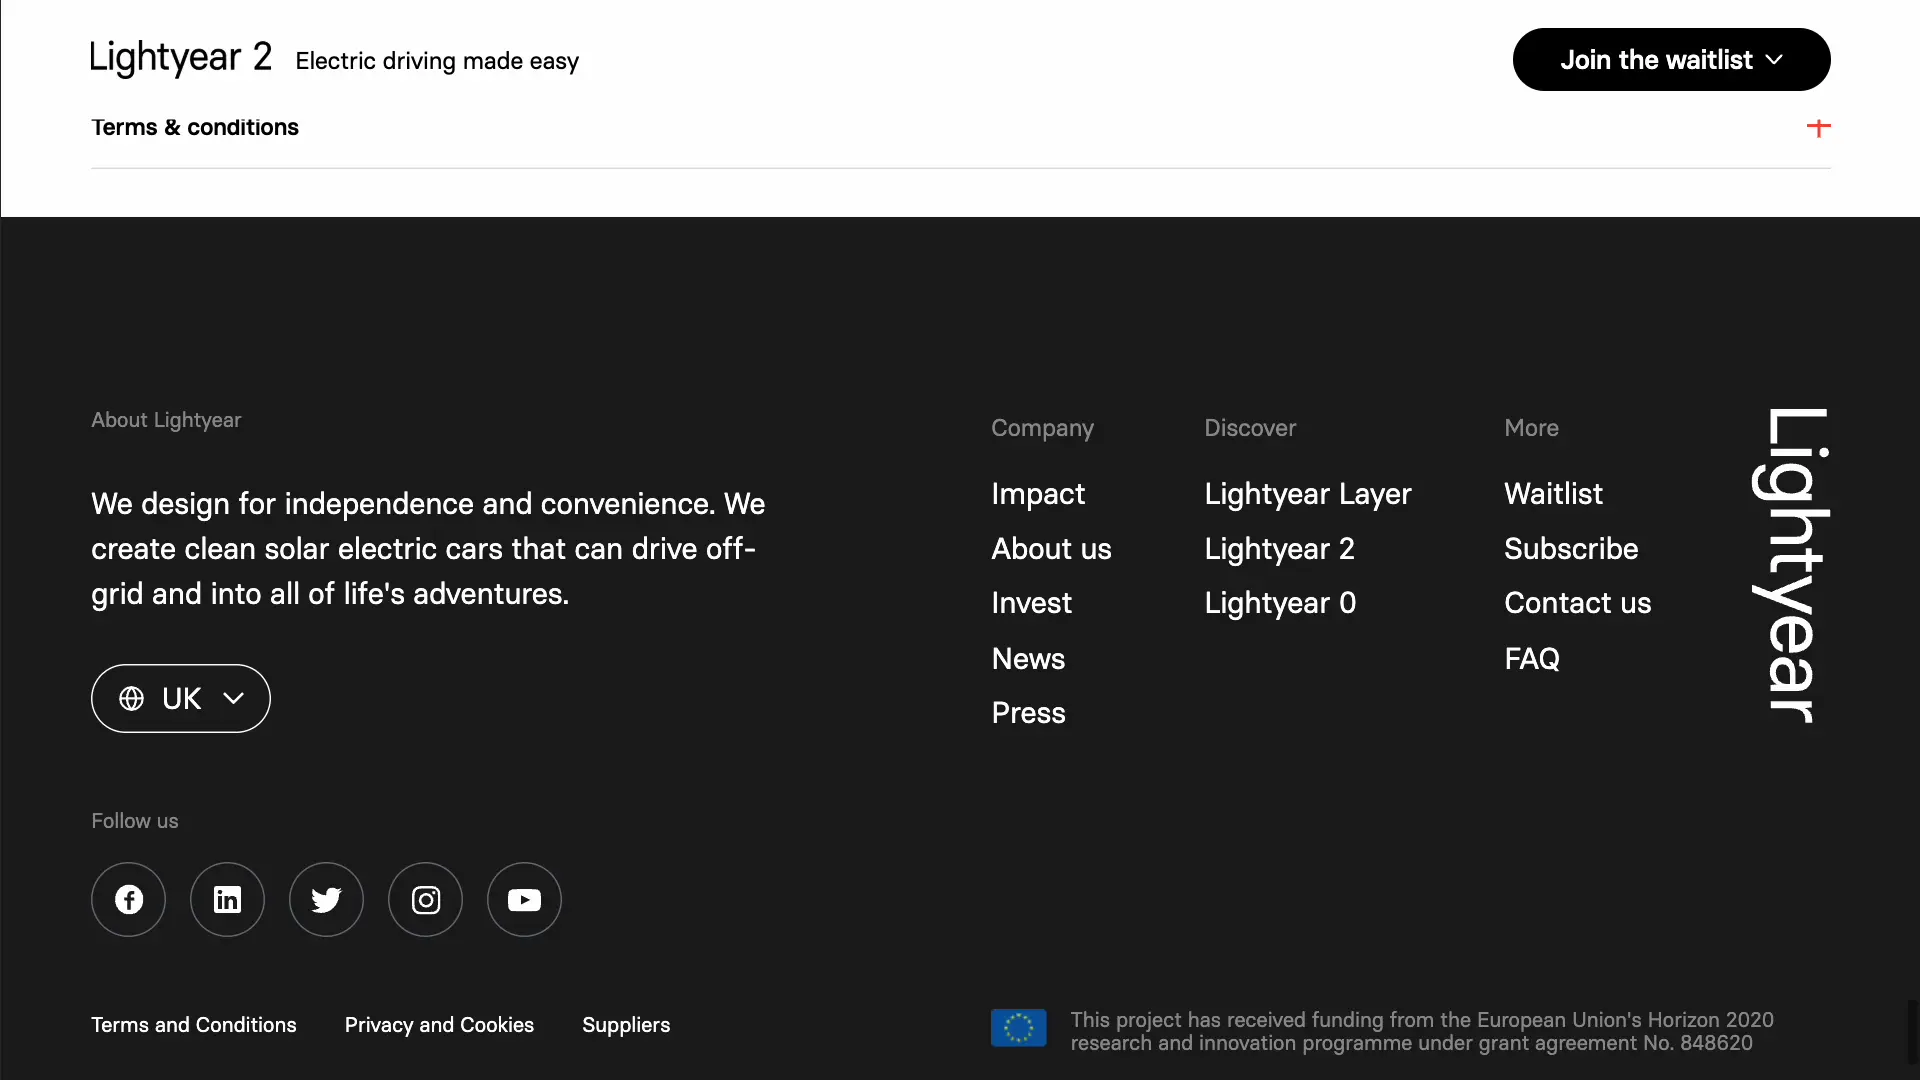 Lightyear 2 Electric driving made easy
Join the waitlist
Terms & conditions
About Lightyear
We design for independence and convenience. We
create clean solar electric cars that can drive off-
grid and into all of life's adventures.
UK
Follow us
Company
Impact
About us
Invest
News
Press
Discover
Lightyear Layer
Lightyear 2
Lightyear 0
More
Waitlist
Subscribe
Contact us
FAQ
Lightyear
Terms and Conditions
Privacy and Cookies
Suppliers
This project has received funding from the European Union's Horizon 2020
research and innovation programme under grant agreement No. 848620